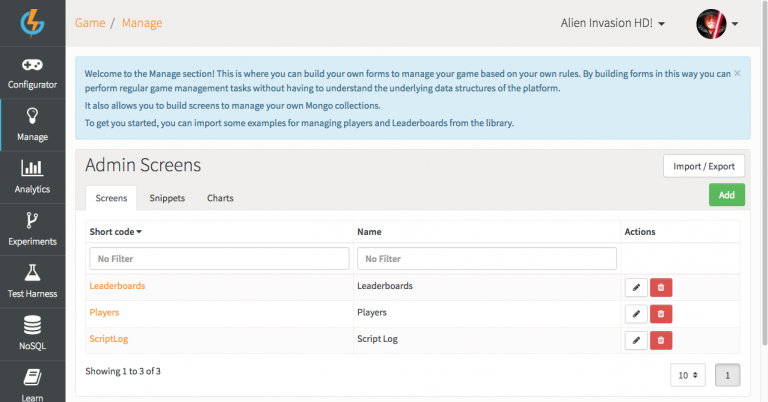 Game / Manage
Alien Invasion HD!
Configurator
Manage
Analytics
Experiments
Test Harness
NoSQL
Learn
Welcome to the Manage section! This is where you can build your own forms to manage your game based on your own rules. By building forms in this way you can
perform regular game management tasks without having to understand the underlying data structures of the platform.
It also allows you to build screens to manage your own Mongo collections.
To get you started, you can import some examples for managing players and Leaderboards from the library.
×
Admin Screens
Import / Export
Screens Snippets Charts
Add
Short code Name Actions
No Filter No Filter
Leaderboards Leaderboards
Players Players
ScriptLog Script Log
Showing 1 to 3 of 3
10 1